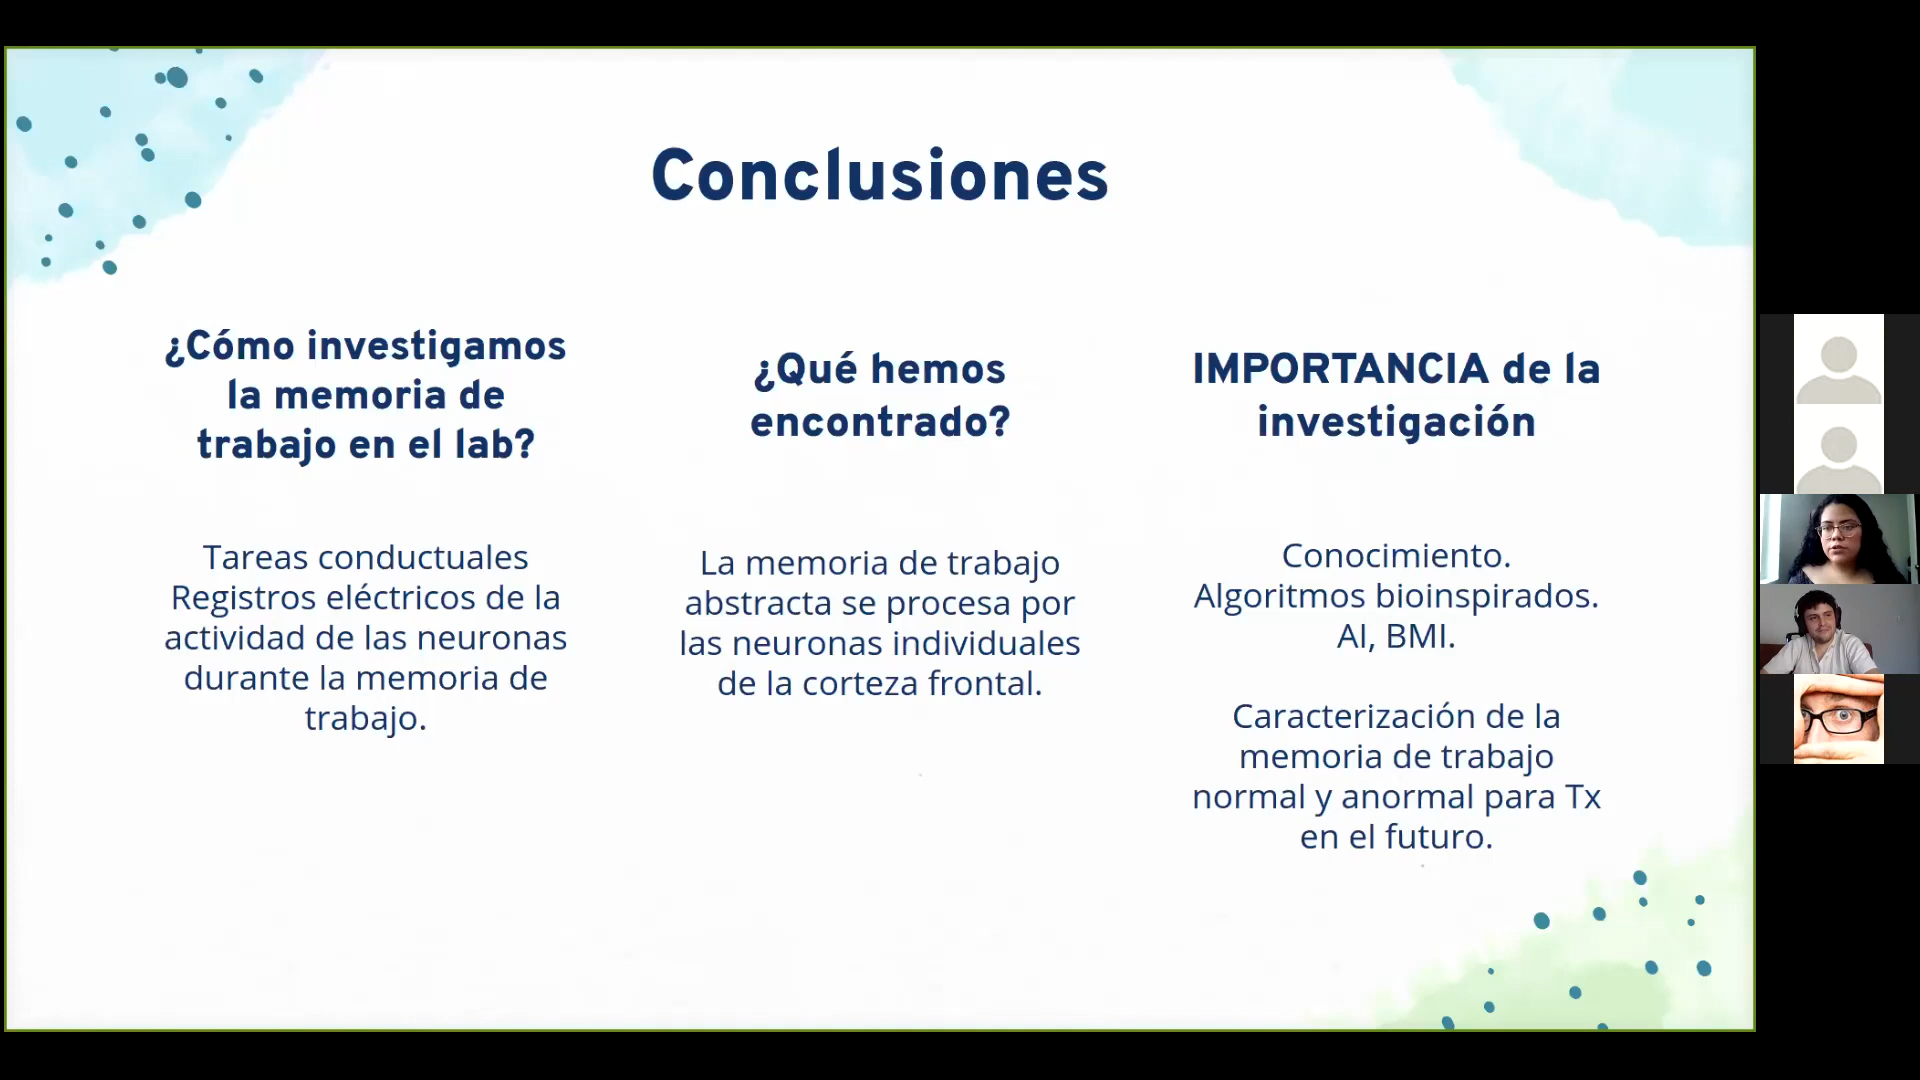 Conclusiones
¿Cómo investigamos
la memoria de
trabajo en el lab?
Tareas conductuales
Registros eléctricos de la
actividad de las neuronas
durante la memoria de
trabajo.
¿Qué hemos
encontrado?
La memoria de trabajo
abstracta se procesa por
las neuronas individuales
de la corteza frontal.
IMPORTANCIA de la
investigación
Conocimiento.
Algoritmos bioinspirados.
AI, BMI.
Caracterización de la
memoria de trabajo
normal y anormal para Tx
en el futuro.